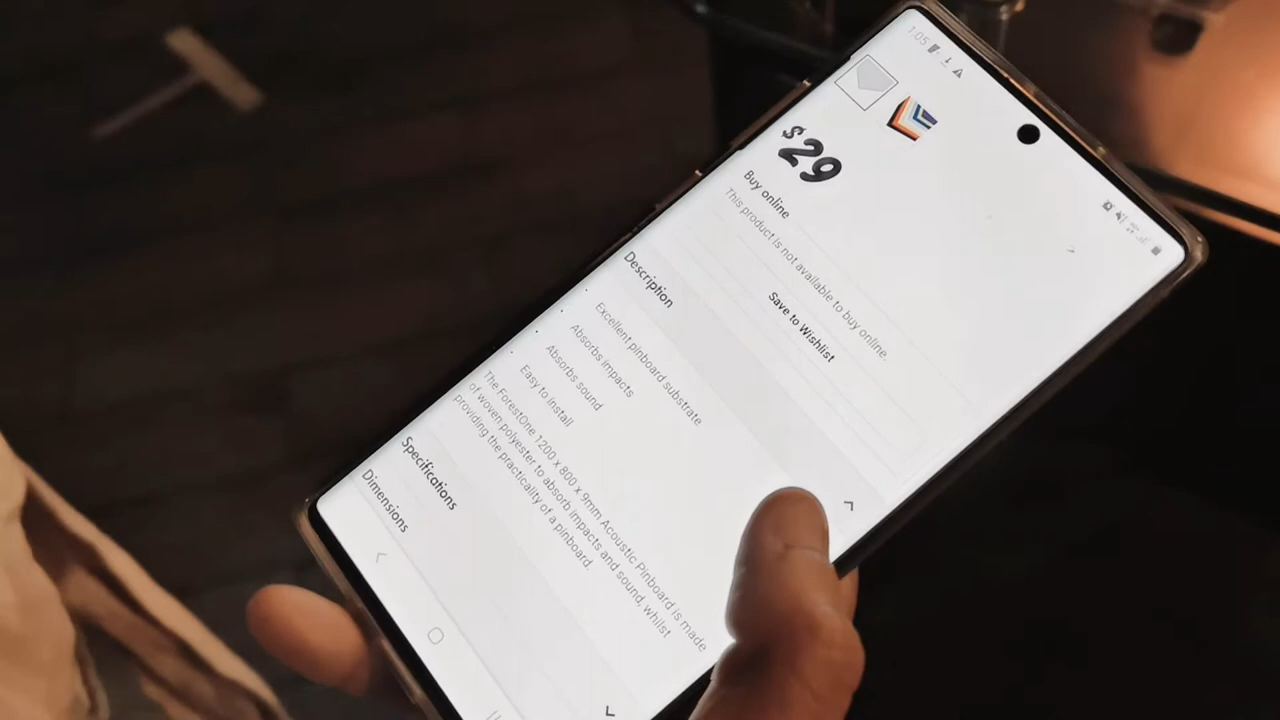 1:05
$29
Buy online
This product is not available to buy online.
Save to Wishlist
Description
Excellent pinboard substrate
Absorbs impacts
Absorbs sound
Easy to install
The ForestOne 1200 x 800 x 9mm Acoustic Pinboard is made
of woven polyester to absorb impacts and sound, whilst
providing the practicality of a pinboard.
Specifications
Dimensions